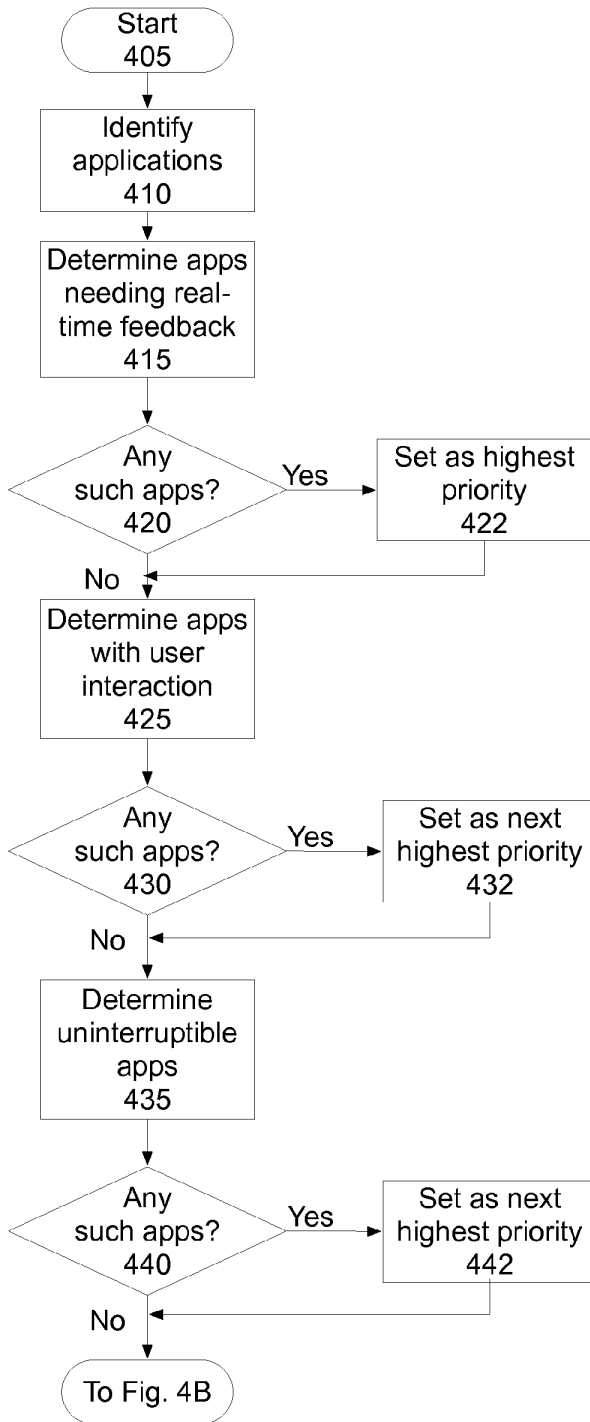 Start
405
Identify
applications
410
Determine apps
needing real-
time feedback
415
Any
such apps?
420
Yes
Set as highest
priority
422
No
Determine apps
with user
interaction
425
Any
such apps?
430
Yes
Set as next
highest priority
432
No
Determine
uninterruptible
apps
435
Any
such apps?
440
Yes
Set as next
highest priority
442
No
To Fig. 4B